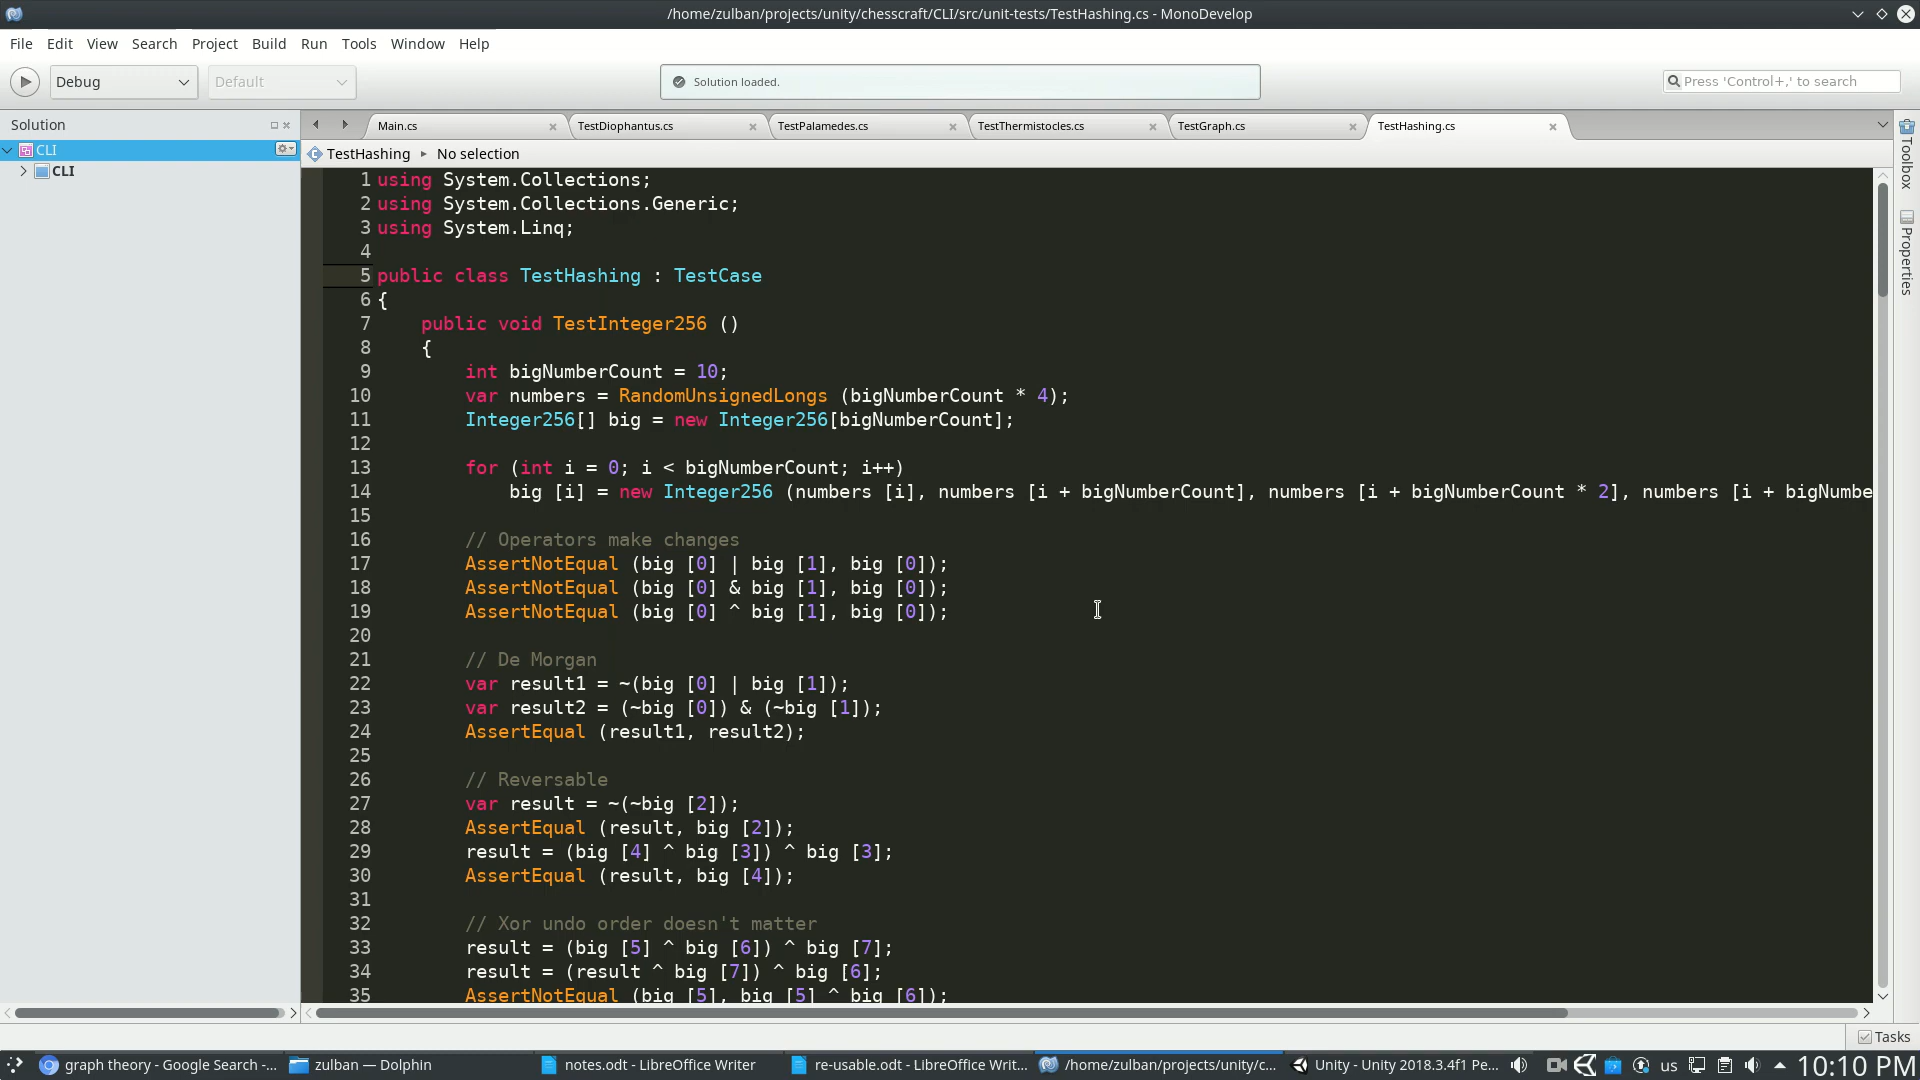 /home/zulban/projects/unity/chesscraft/CLI/src/unit-tests/TestHashing.cs - MonoDevelop
File Edit View Search Project Build Run Tools Window Help
Debug Default Solution loaded. Press 'Control+,' to search
Solution
CLI
CLI
Main.cs TestDiophantus.cs TestPalamedes.cs TestThermistocles.cs TestGraph.cs TestHashing.cs
TestHashing No selection
1 using System.Collections;
2 using System.Collections.Generic;
3 using System.Linq;
4
5 public class TestHashing : TestCase
6 {
7     public void TestInteger256 ()
8     {
9         int bigNumberCount = 10;
10         var numbers = RandomUnsignedLongs (bigNumberCount * 4);
11         Integer256[] big = new Integer256[bigNumberCount];
12
13         for (int i = 0; i < bigNumberCount; i++)
14             big [i] = new Integer256 (numbers [i], numbers [i + bigNumberCount], numbers [i + bigNumberCount * 2], numbers [i + bigNumbe
15
16         // Operators make changes
17         AssertNotEqual (big [0] | big [1], big [0]);
18         AssertNotEqual (big [0] & big [1], big [0]);
19         AssertNotEqual (big [0] ^ big [1], big [0]);
20
21         // De Morgan
22         var result1 = ~(big [0] | big [1]);
23         var result2 = (~big [0]) & (~big [1]);
24         AssertEqual (result1, result2);
25
26         // Reversable
27         var result = ~(~big [2]);
28         AssertEqual (result, big [2]);
29         result = (big [4] ^ big [3]) ^ big [3];
30         AssertEqual (result, big [4]);
31
32         // Xor undo order doesn't matter
33         result = (big [5] ^ big [6]) ^ big [7];
34         result = (result ^ big [7]) ^ big [6];
35         AssertNotEqual (big [5], big [5] ^ big [6]);
Toolbox
Properties
Tasks
graph theory - Google Search -... zulban — Dolphin notes.odt - LibreOffice Writer re-usable.odt - LibreOffice Writ... /home/zulban/projects/unity/c... Unity - Unity 2018.3.4f1 Pe... us 10:10 PM